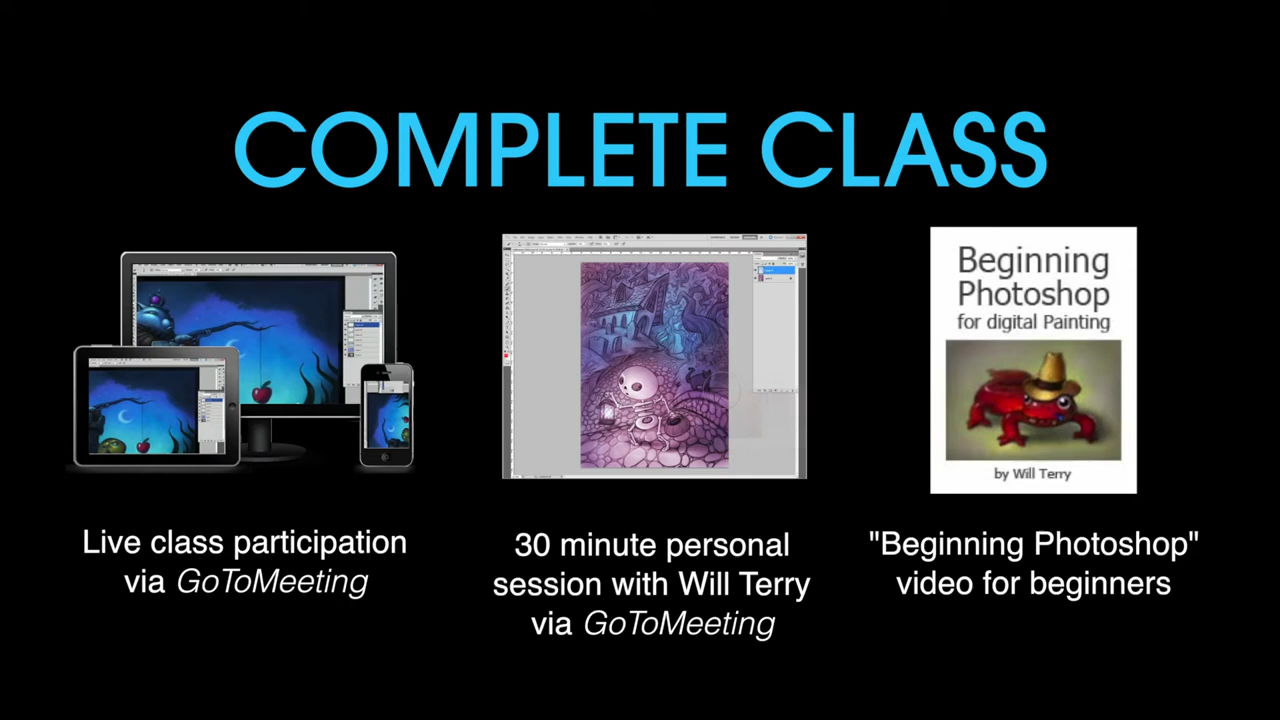 COMPLETE CLASS
Beginning
Photoshop
for digital Painting
by Will Terry
Live class participation
via GoToMeeting
30 minute personal
session with Will Terry
via GoToMeeting
"Beginning Photoshop"
video for beginners